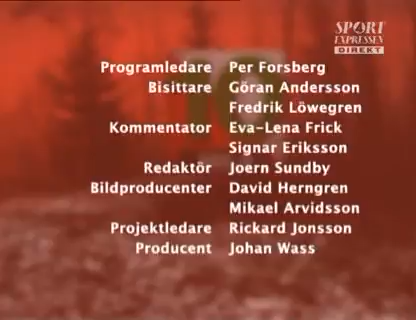 SPORT
EXPRESSEN
DIREKT
Programledare Per Forsberg
Bisittare Göran Andersson
Fredrik Löwegren
Kommentator Eva-Lena Frick
Signar Eriksson
Redaktör Joern Sundby
Bildproducenter David Herngren
Mikael Arvidsson
Projektledare Rickard Jonsson
Producent Johan Wass